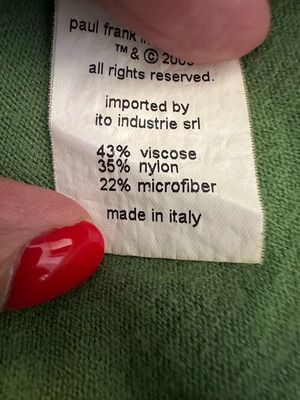 paul frank
™ & ©
all rights reserved.
imported by
ito industrie srl
43% viscose
35% nylon
22% microfiber
made in italy